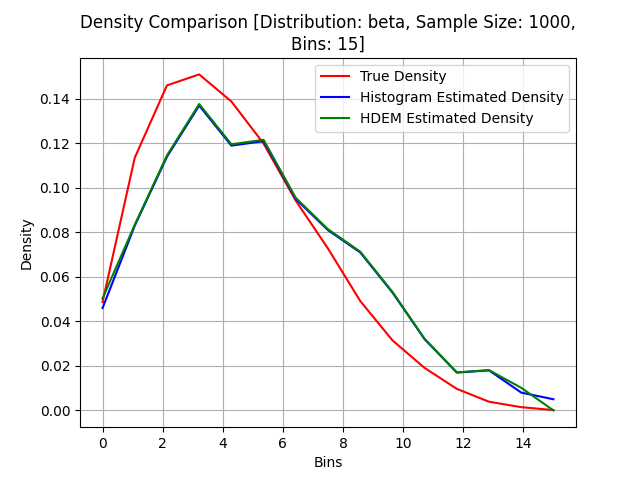 Density Comparison [Distribution: beta, Sample Size: 1000,
Bins: 15]
True Density
Histogram Estimated Density
HDEM Estimated Density
Density
0.14
0.12
0.10
0.08
0.06
0.04
0.02
0.00
0 2 4 6 8 10 12 14
Bins